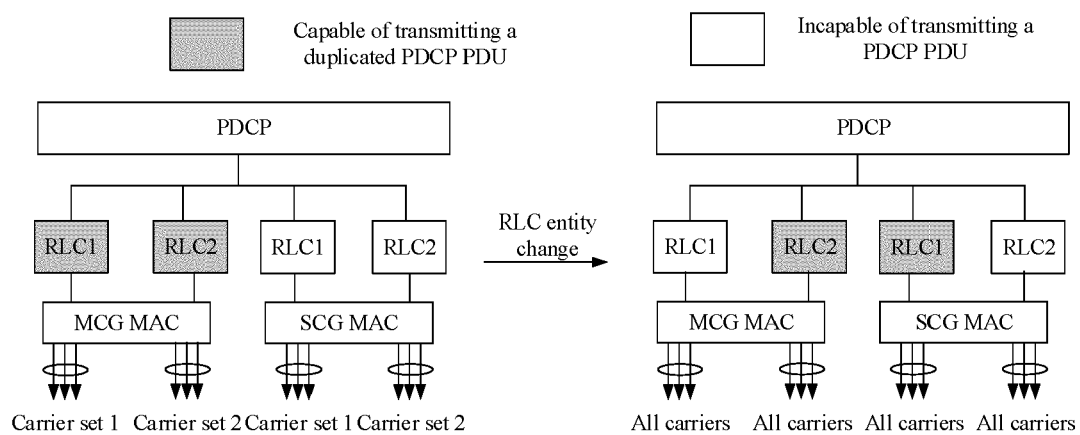 Capable of transmitting a
duplicated PDCP PDU
Incapable of transmitting a
PDCP PDU
PDCP
RLC1 RLC2 RLC1 RLC2
MCG MAC SCG MAC
Carrier set 1 Carrier set 2 Carrier set 1 Carrier set 2
RLC entity
change
PDCP
RLC1 RLC2 RLC1 RLC2
MCG MAC SCG MAC
All carriers All carriers All carriers All carriers